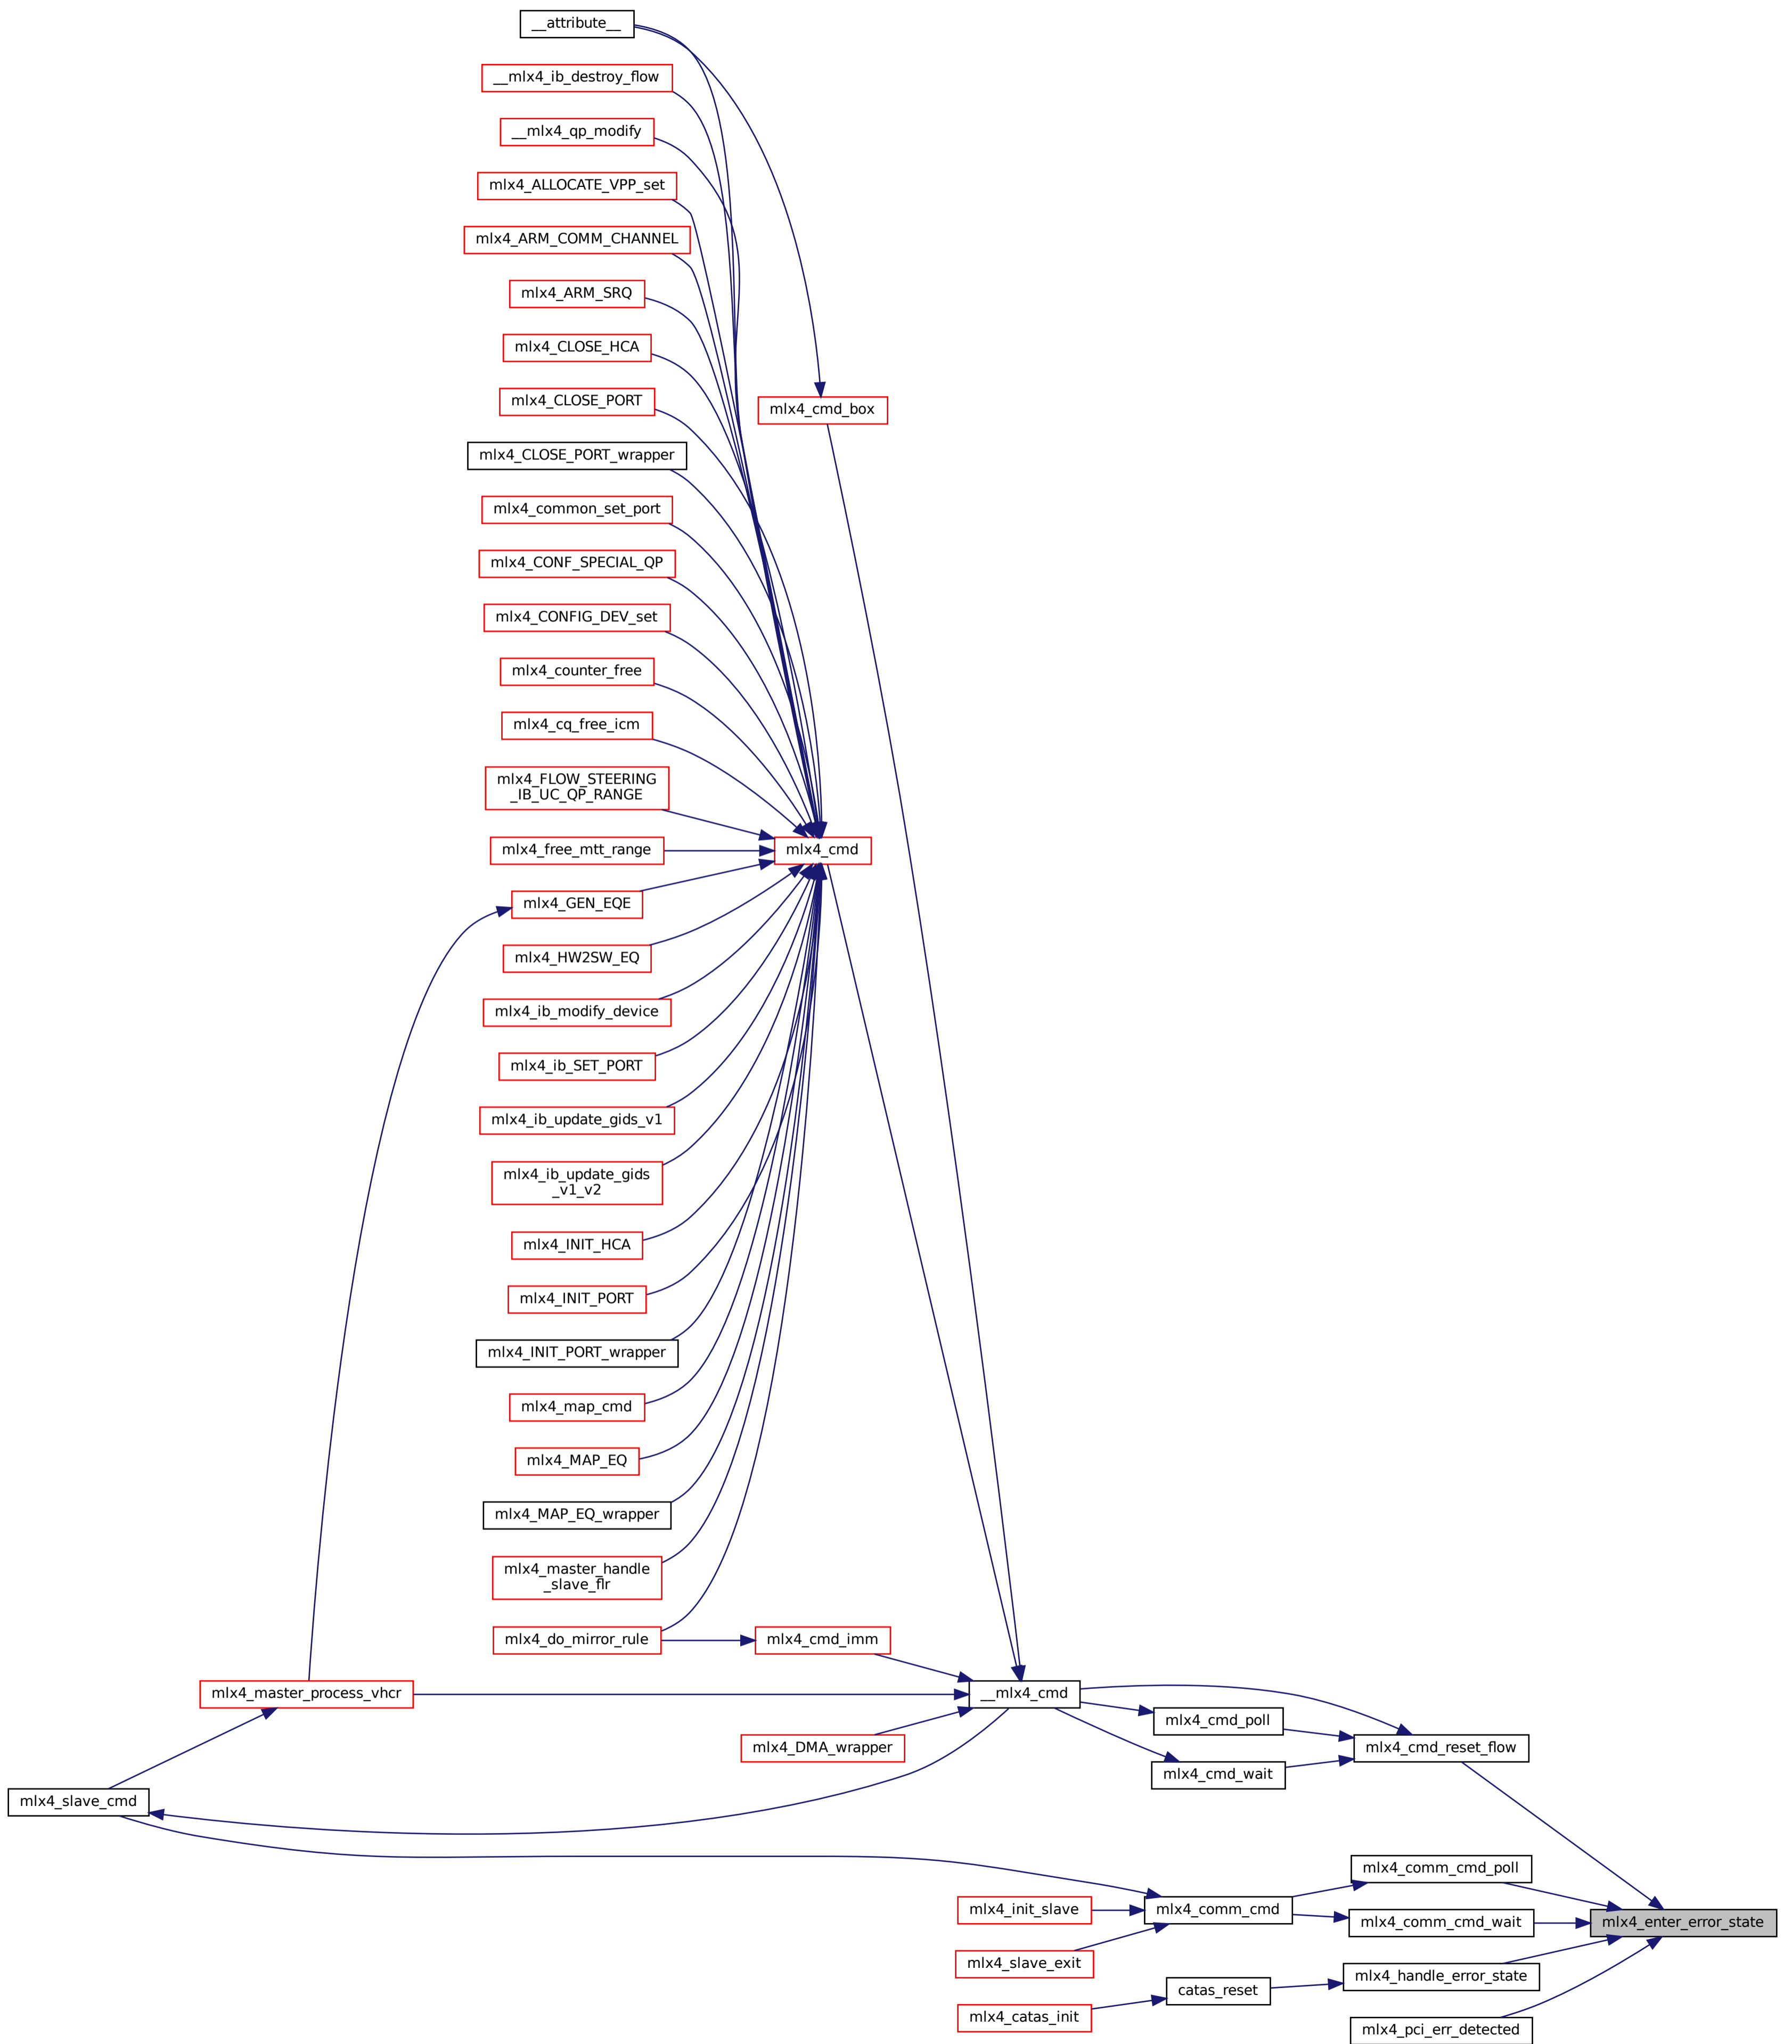 __attribute__
__mlx4_ib_destroy_flow
__mlx4_qp_modify
mlx4_ALLOCATE_VPP_set
mlx4_ARM_COMM_CHANNEL
mlx4_ARM_SRQ
mlx4_CLOSE_HCA
mlx4_CLOSE_PORT
mlx4_cmd_box
mlx4_CLOSE_PORT_wrapper
mlx4_common_set_port
mlx4_CONF_SPECIAL_QP
mlx4_CONFIG_DEV_set
mlx4_counter_free
mlx4_cq_free_icm
mlx4_FLOW_STEERING
_IB_UC_QP_RANGE
mlx4_free_mtt_range
mlx4_cmd
mlx4_GEN_EQE
mlx4_HW2SW_EQ
mlx4_ib_modify_device
mlx4_ib_SET_PORT
mlx4_ib_update_gids_v1
mlx4_ib_update_gids
_v1_v2
mlx4_INIT_HCA
mlx4_INIT_PORT
mlx4_INIT_PORT_wrapper
mlx4_map_cmd
mlx4_MAP_EQ
mlx4_MAP_EQ_wrapper
mlx4_master_handle
_slave_flr
mlx4_do_mirror_rule
mlx4_cmd_imm
mlx4_master_process_vhcr
__mlx4_cmd
mlx4_cmd_poll
mlx4_DMA_wrapper
mlx4_cmd_reset_flow
mlx4_cmd_wait
mlx4_slave_cmd
mlx4_comm_cmd_poll
mlx4_init_slave
mlx4_comm_cmd
mlx4_comm_cmd_wait
mlx4_enter_error_state
mlx4_slave_exit
mlx4_handle_error_state
catas_reset
mlx4_catas_init
mlx4_pci_err_detected